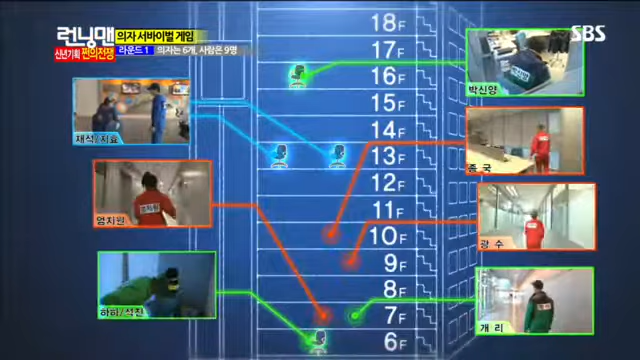 런닝맨
신년기획 쩐의전쟁
의자 서바이벌 게임
라운드 1
의자는 6개, 사람은 9명
SBS
18F
17F
16F
15F
14F
13F
12F
11F
10F
9F
8F
7F
6F
박신양
재석/지효
종 국
엄지원
광 수
하하/석진
개 리